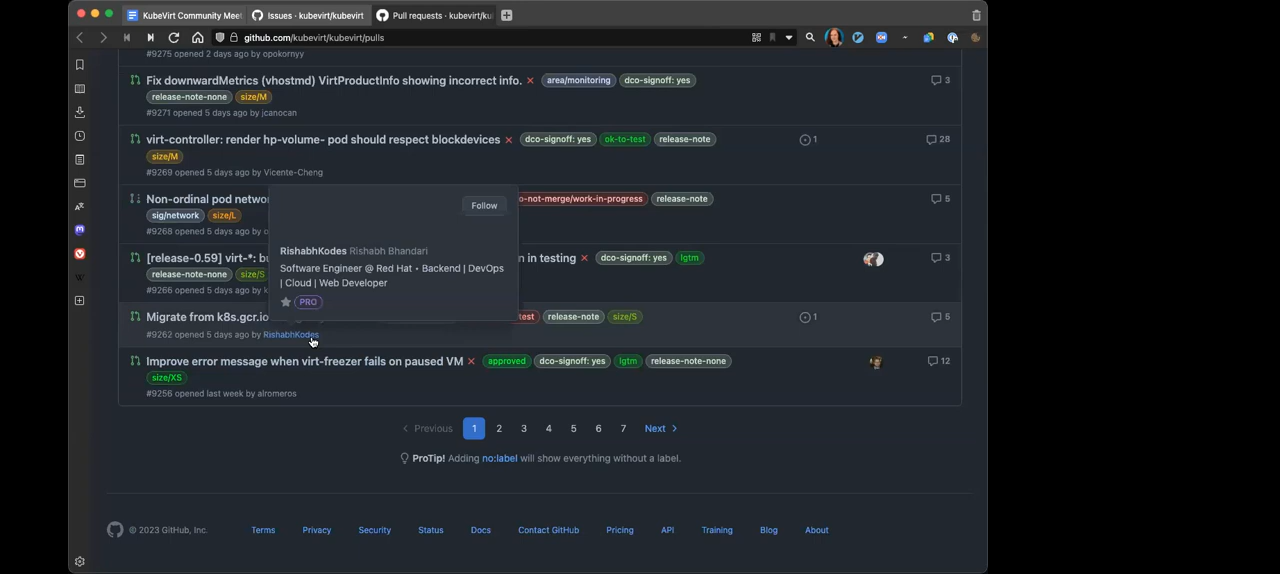 KubeVirt Community Meet
Issues · kubevirt/kubevirt
Pull requests · kubevirt/ku
github.com/kubevirt/kubevirt/pulls
#9275 opened 2 days ago by opokornyy
Fix downwardMetrics (vhostmd) VirtProductInfo showing incorrect info. area/monitoring dco-signoff: yes 3
release-note-none size/M
#9271 opened 5 days ago by jcanocan
virt-controller: render hp-volume- pod should respect blockdevices dco-signoff: yes ok-to-test release-note 1 28
size/M
#9269 opened 5 days ago by Vicente-Cheng
Non-ordinal pod netwo o-not-merge/work-in-progress release-note 5
Follow
sig/network size/L
#9268 opened 5 days ago by
RishabhKodes Rishabh Bhandari
[release-0.59] virt-*: bu n in testing dco-signoff: yes lgtm 3
Software Engineer @ Red Hat • Backend | DevOps
release-note-none size/S
| Cloud | Web Developer
#9266 opened 5 days ago by k
PRO
Migrate from k8s.gcr.io test release-note size/S 1 5
#9262 opened 5 days ago by RishabhKodes
Improve error message when virt-freezer fails on paused VM approved dco-signoff: yes lgtm release-note-none 12
size/XS
#9256 opened last week by alromeros
Previous 1 2 3 4 5 6 7 Next
ProTip! Adding no:label will show everything without a label.
© 2023 GitHub, Inc. Terms Privacy Security Status Docs Contact GitHub Pricing API Training Blog About